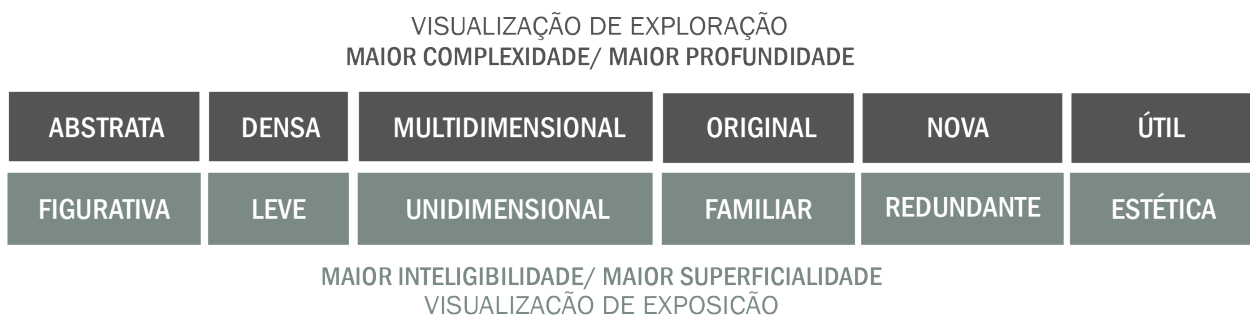 VISUALIZAÇÃO DE EXPLORAÇÃO
MAIOR COMPLEXIDADE/ MAIOR PROFUNDIDADE
ABSTRATA DENSA MULTIDIMENSIONAL ORIGINAL NOVA ÚTIL
FIGURATIVA LEVE UNIDIMENSIONAL FAMILIAR REDUNDANTE ESTÉTICA
MAIOR INTELIGIBILIDADE/ MAIOR SUPERFICIALIDADE
VISUALIZAÇÃO DE EXPOSIÇÃO